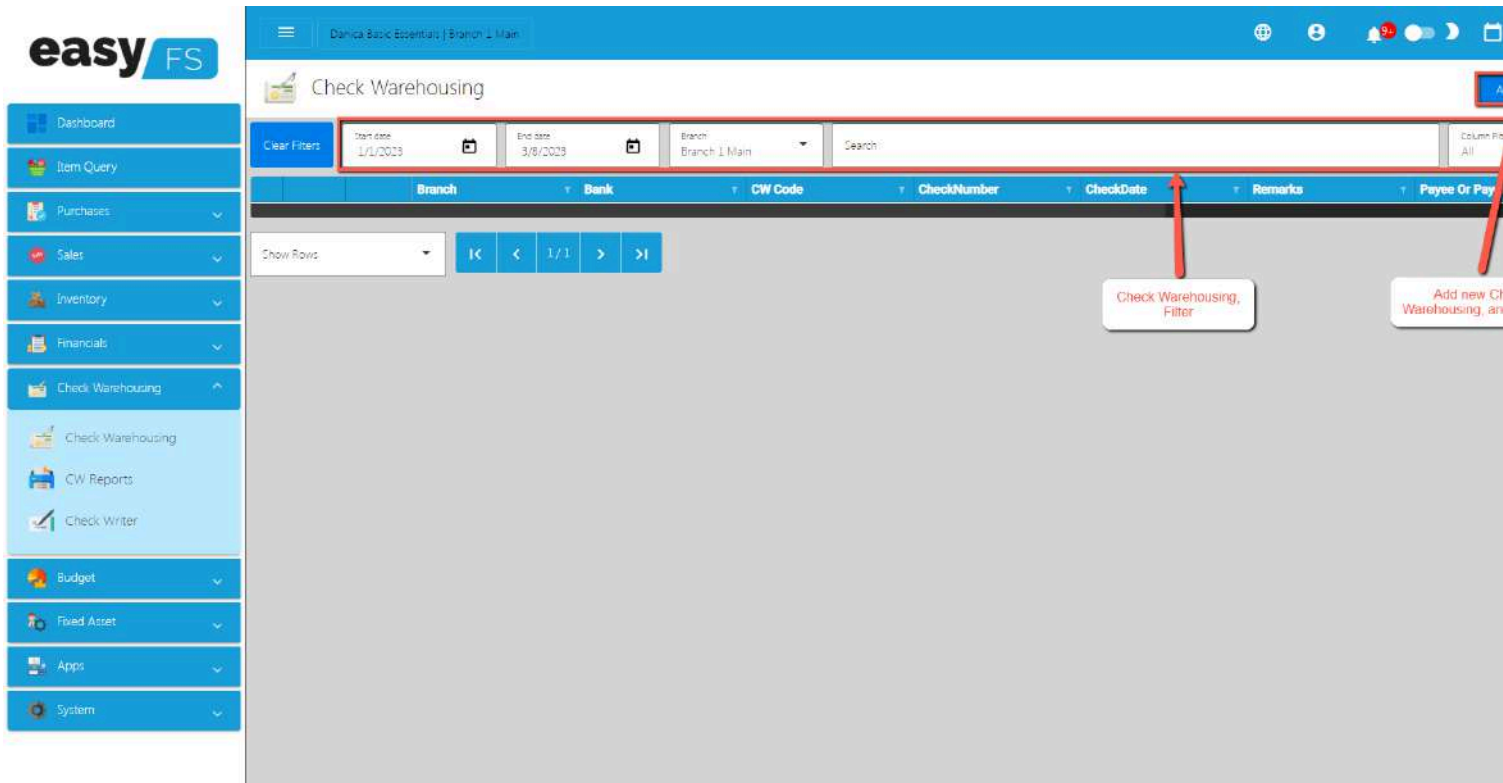 easy FS
Danica Basic Essentials | Branch 1 Main
9+
Check Warehousing
Dashboard
Item Query
Purchases
Sales
Inventory
Financials
Check Warehousing
Check Warehousing
CW Reports
Check Writer
Budget
Fixed Asset
Apps
System
Clear Filters
Start date
1/1/2023
End date
3/8/2023
Branch
Branch 1 Main
Search
Column
All
Branch Bank CW Code CheckNumber CheckDate Remarks Payee Or
Show Rows
1/1
Check Warehousing,
Filter
Add new
Warehousing,